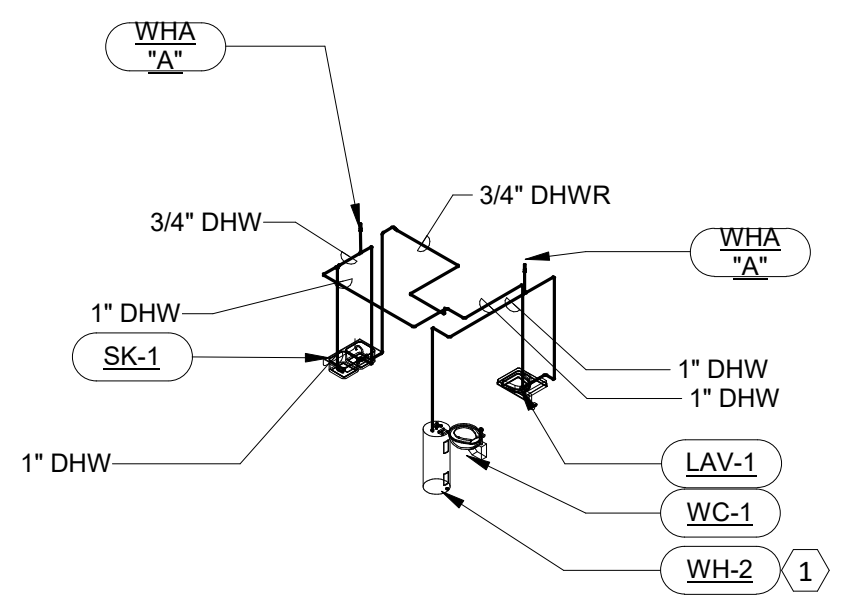 WHA
"A"
3/4" DHWR
3/4" DHW
WHA
"A"
1" DHW
SK-1
1" DHW
1" DHW
1" DHW
LAV-1
WC-1
WH-2
1